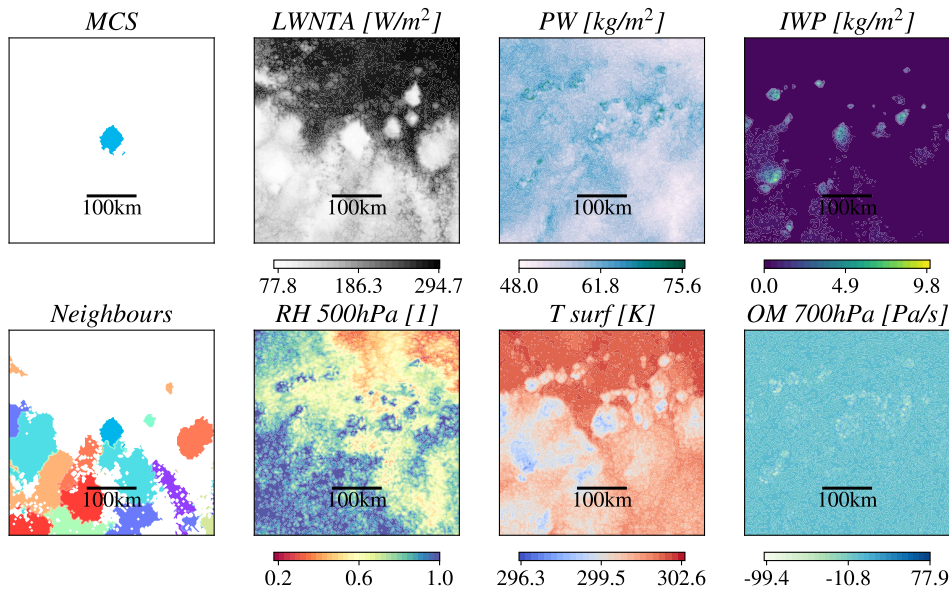 MCS
LWNTA [W/m²]
PW [kg/m²]
IWP [kg/m²]
100km
100km
100km
100km
77.8 186.3 294.7
48.0 61.8 75.6
0.0 4.9 9.8
Neighbours
RH 500hPa [1]
T surf [K]
OM 700hPa [Pa/s]
100km
100km
100km
100km
0.2 0.6 1.0
296.3 299.5 302.6
-99.4 -10.8 77.9